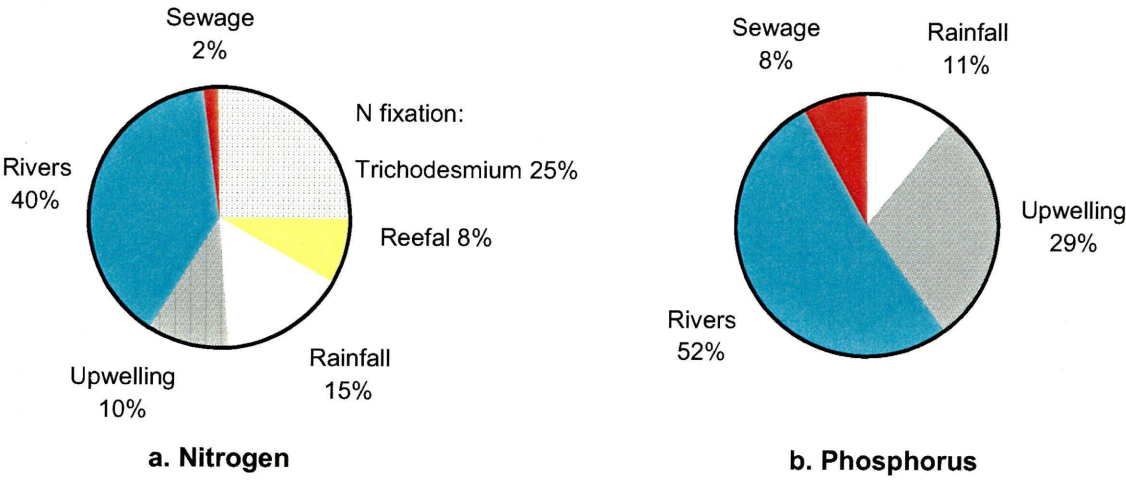 Sewage
2%
N fixation:
Trichodesmium 25%
Reefal 8%
Rainfall
15%
Upwelling
10%
Rivers
40%
a. Nitrogen
Sewage
8%
Rainfall
11%
Upwelling
29%
Rivers
52%
b. Phosphorus